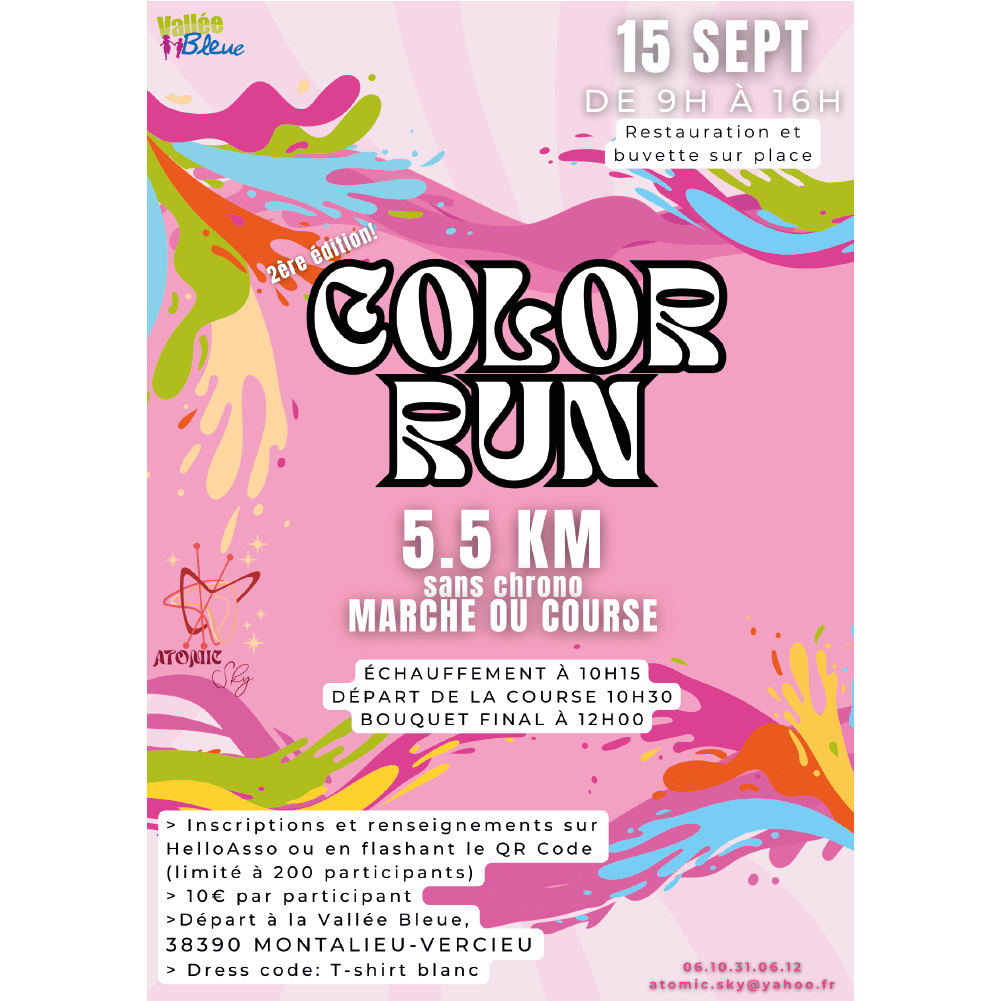 Vallée
Bleue
15 SEPT
DE 9H À 16H
Restauration et
buvette sur place
2ère édition!
COLOR
RUN
5.5 KM
sans chrono
MARCHE OU COURSE
ATOMIC
Sky
ÉCHAUFFEMENT À 10H15
DÉPART DE LA COURSE 10H30
BOUQUET FINAL À 12H00
> Inscriptions et renseignements sur
HelloAsso ou en flashant le QR Code
(limité à 200 participants)
> 10€ par participant
>Départ à la Vallée Bleue,
38390 MONTALIEU-VERCIEU
> Dress code: T-shirt blanc
06.10.31.06.12
atomic.sky@yahoo.fr